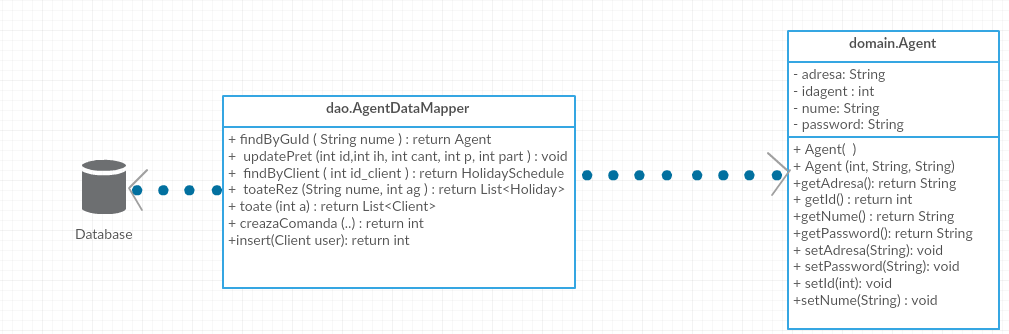 Database
dao.AgentDataMapper
+ findByGuId ( String nume ) : return Agent
+ updatePret (int id,int ih, int cant, int p, int part ) : void
+ findByClient ( int id_client ) : return HolidaySchedule
+ toateRez (String nume, int ag ) : return List<Holiday>
+ toate (int a) : return List<Client>
+ creazaComanda (..) : return int
+insert(Client user): return int
domain.Agent
- adresa: String
- idagent : int
- nume: String
- password: String
+ Agent( )
+ Agent (int, String, String)
+getAdresa(): return String
+ getId() : return int
+getNume() : return String
+getPassword(): return String
+ setAdresa(String): void
+ setPassword(String): void
+ setId(int): void
+setNume(String) : void